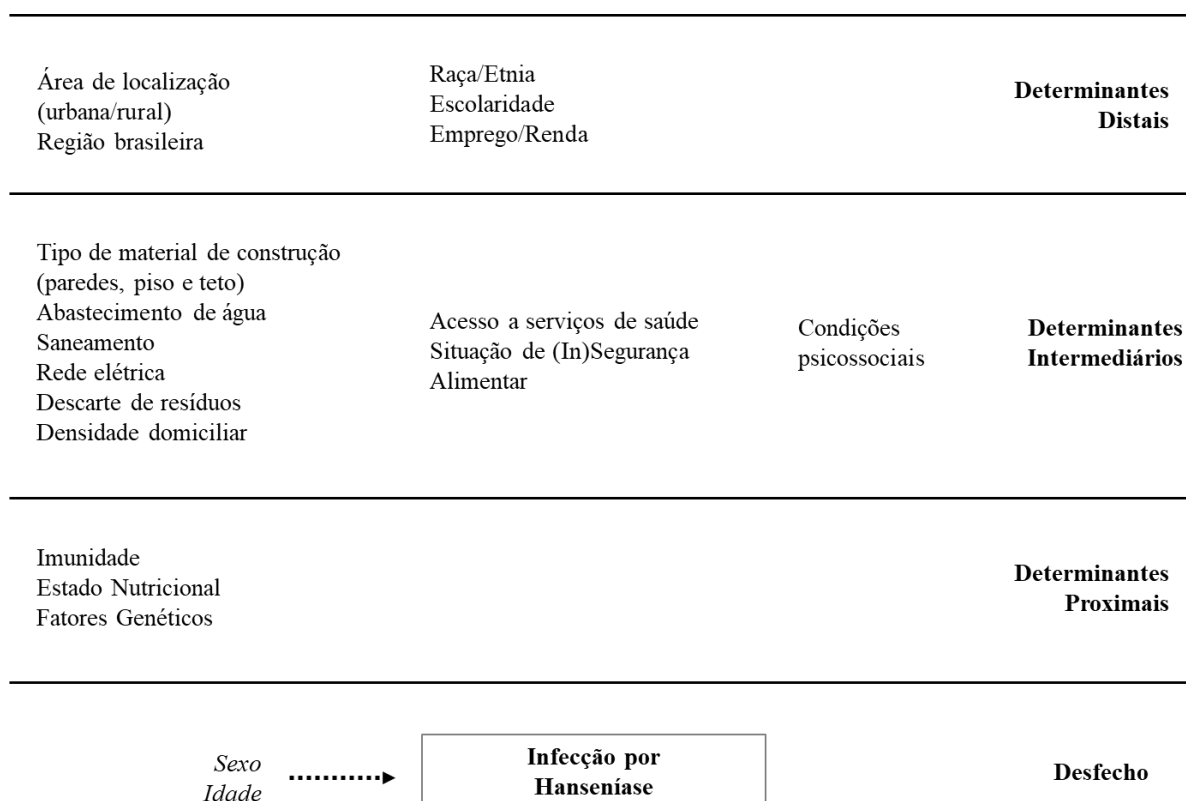 Área de localização
(urbana/rural)
Região brasileira
Raça/Etnia
Escolaridade
Emprego/Renda
Determinantes
Distais
Tipo de material de construção
(paredes, piso e teto)
Abastecimento de água
Saneamento
Rede elétrica
Descarte de resíduos
Densidade domiciliar
Acesso a serviços de saúde
Situação de (In)Segurança
Alimentar
Condições
psicossociais
Determinantes
Intermediários
Imunidade
Estado Nutricional
Fatores Genéticos
Determinantes
Proximais
Sexo
Idade
Infecção por
Hanseníase
Desfecho